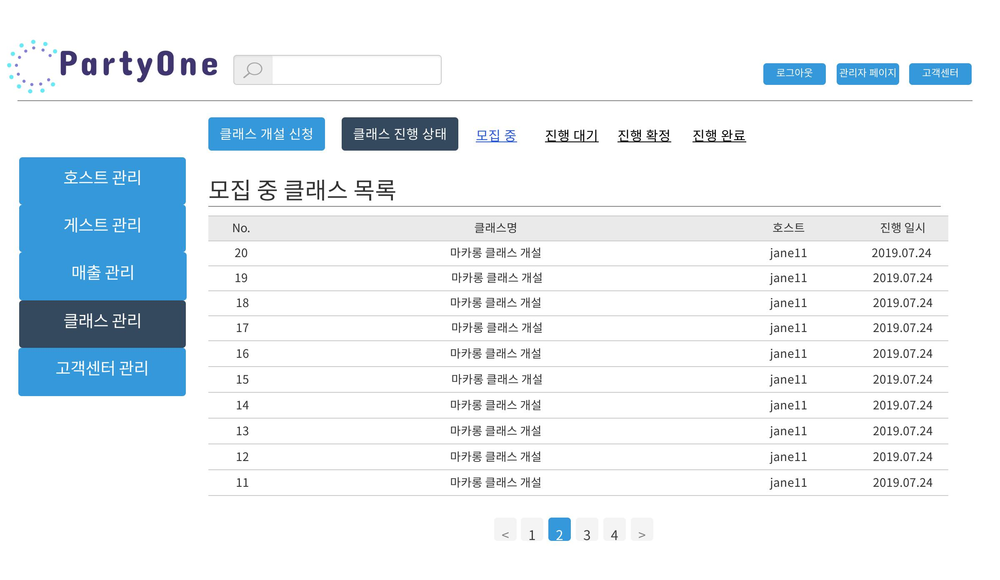 PartyOne
로그아웃 관리자 페이지 고객센터
클래스 개설 신청 클래스 진행 상태 모집 중 진행 대기 진행 확정 진행 완료
호스트 관리
게스트 관리
매출 관리
클래스 관리
고객센터 관리
모집 중 클래스 목록
No. 클래스명 호스트 진행 일시
20 마카롱 클래스 개설 jane11 2019.07.24
19 마카롱 클래스 개설 jane11 2019.07.24
18 마카롱 클래스 개설 jane11 2019.07.24
17 마카롱 클래스 개설 jane11 2019.07.24
16 마카롱 클래스 개설 jane11 2019.07.24
15 마카롱 클래스 개설 jane11 2019.07.24
14 마카롱 클래스 개설 jane11 2019.07.24
13 마카롱 클래스 개설 jane11 2019.07.24
12 마카롱 클래스 개설 jane11 2019.07.24
11 마카롱 클래스 개설 jane11 2019.07.24
< 1 2 3 4 >